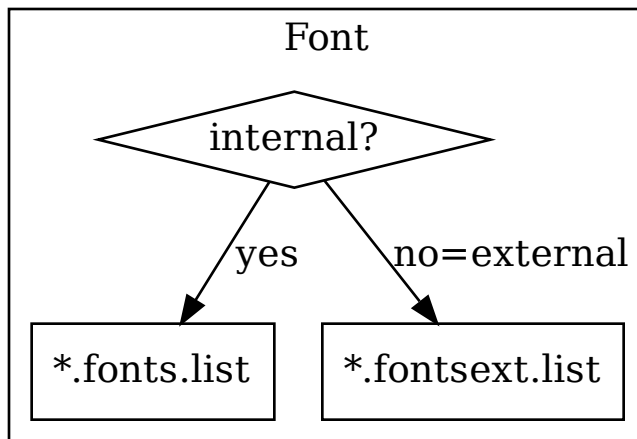 Font
internal?
yes
no=external
*.fonts.list
*.fontsext.list